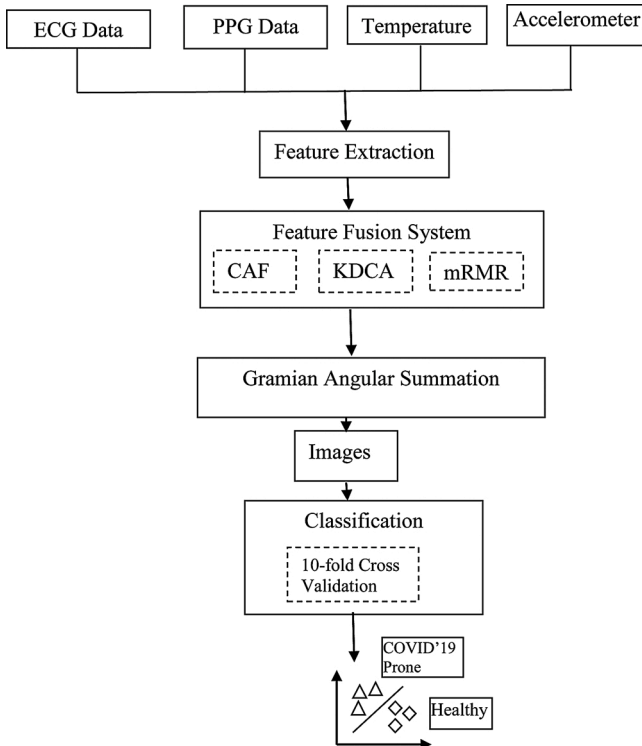 ECG Data
PPG Data
Temperature
Accelerometer
Feature Extraction
Feature Fusion System
CAF
KDCA
mRMR
Gramian Angular Summation
Images
Classification
10-fold Cross
Validation
COVID'19
Prone
Healthy